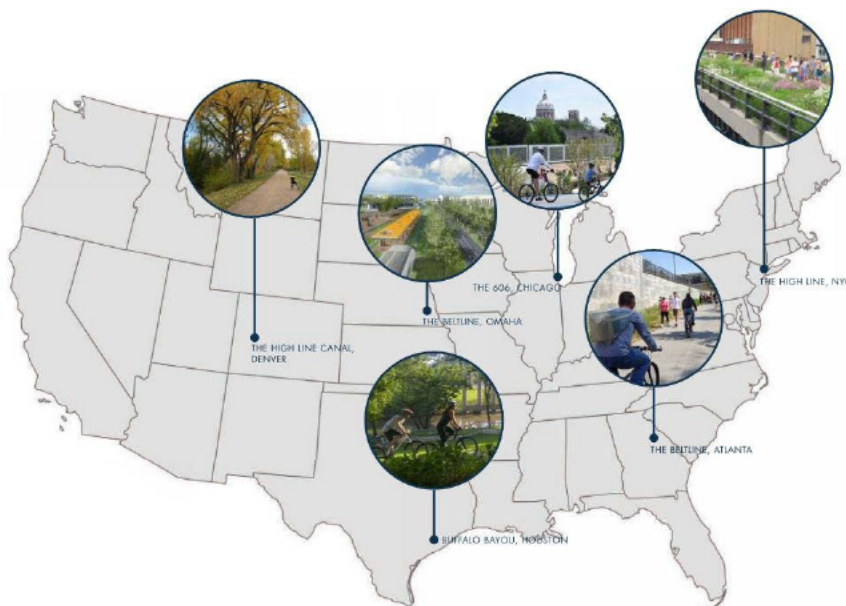 THE 606, CHICAGO
THE HIGH LINE, NY
THE BELTLINE, OMAHA
THE HIGH LINE CANAL,
DENVER
THE BELTLINE, ATLANTA
BUFFALO BAYOU, HOUSTON